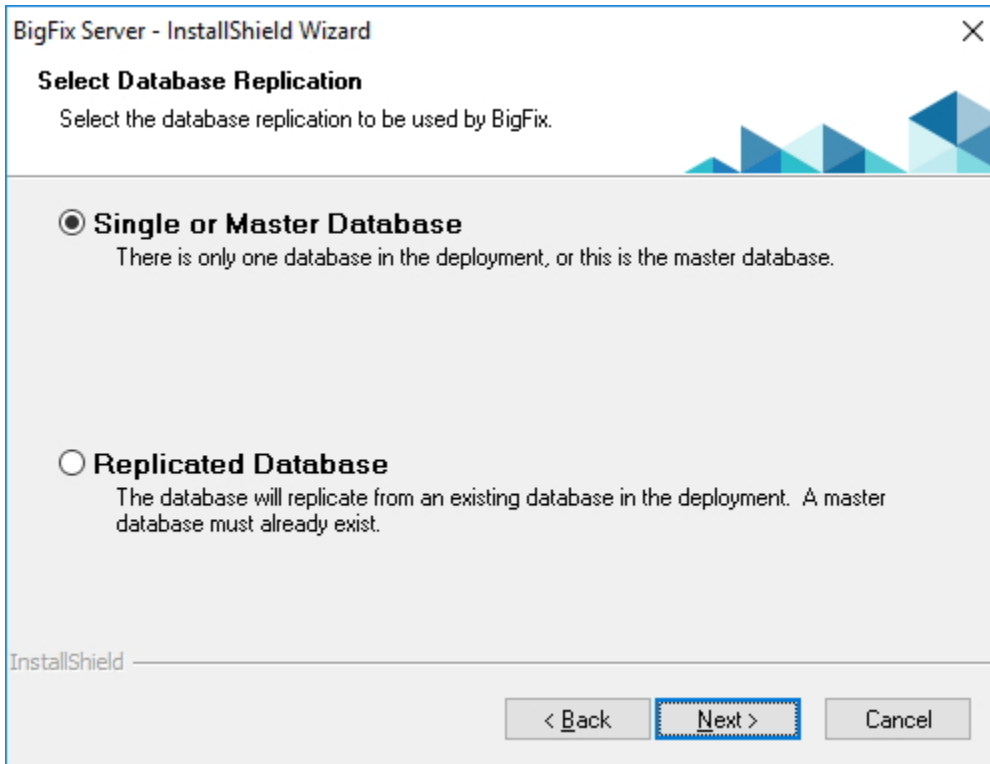 BigFix Server - InstallShield Wizard
Select Database Replication
Select the database replication to be used by BigFix.
Single or Master Database
There is only one database in the deployment, or this is the master database.
Replicated Database
The database will replicate from an existing database in the deployment.  A master
database must already exist.
InstallShield
< Back
Next >
Cancel